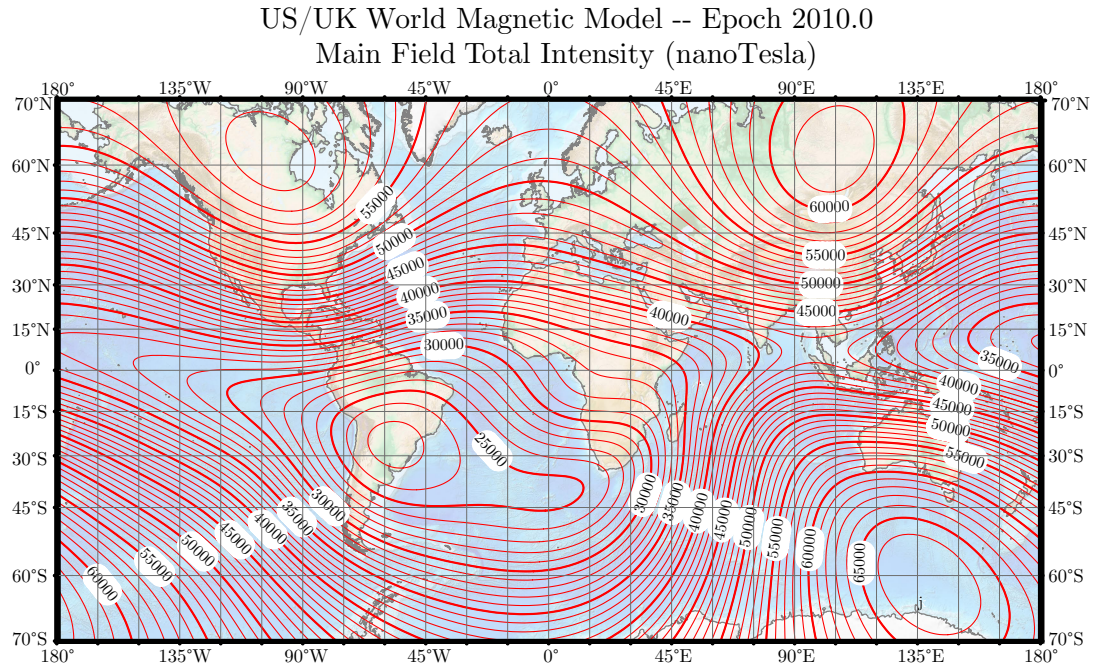 US/UK World Magnetic Model -- Epoch 2010.0
Main Field Total Intensity (nanoTesla)
180° 135°W 90°W 45°W 0° 45°E 90°E 135°E 180°
70°N 70°N
60°N 60°N
55000 60000
45°N 45°N
50000 55000
45000
30°N 50000 30°N
40000
35000 40000 45000
15°N 15°N
30000 35000
0° 0°
40000
45000
15°S 15°S
50000
25000 55000
30°S 30°S
30000 30000 35000 40000 45000 50000 55000 60000
35000
45°S 45°S
40000
45000
50000
55000 65000
60°S 60000 60°S
j
70°S 70°S
180° 135°W 90°W 45°W 0° 45°E 90°E 135°E 180°